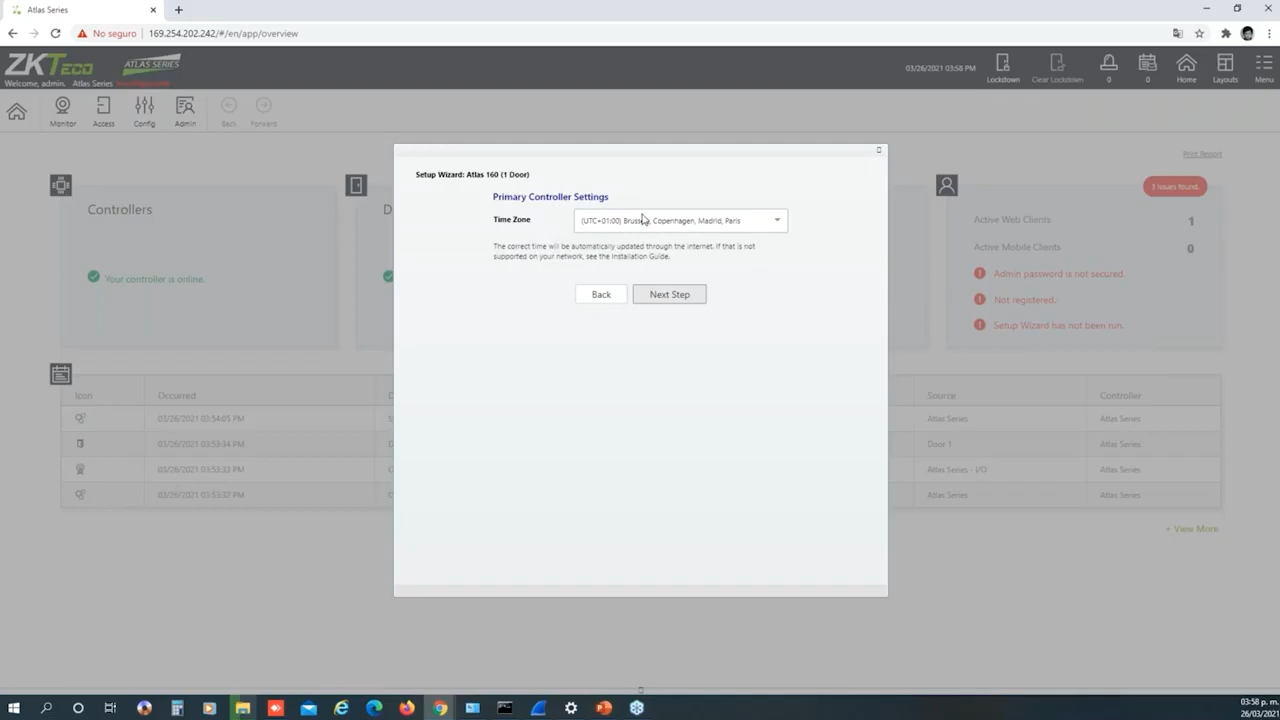 Atlas Series
No seguro
169.254.202.242/#/en/app/overview
ZKTeco
ATLAS SERIES
Welcome, admin. Atlas Series
03/26/2021 03:58 PM
Lockdown
Clear Lockdown
0
0
Home
Layouts
Menu
Monitor
Access
Config
Admin
Back
Forward
Print Report
Setup Wizard: Atlas 160 (1 Door)
Primary Controller Settings
Time Zone
(UTC+01:00) Brussels, Copenhagen, Madrid, Paris
The correct time will be automatically updated through the internet. If that is not
supported on your network, see the Installation Guide.
Back
Next Step
Controllers
D
Your controller is online.
3 issues found.
Active Web Clients
1
Active Mobile Clients
0
Admin password is not secured.
Not registered.
Setup Wizard has not been run.
Icon
Occurred
Source
Controller
03/26/2021 03:54:05 PM
Atlas Series
Atlas Series
03/26/2021 03:53:34 PM
Door 1
Atlas Series
03/26/2021 03:53:33 PM
Atlas Series - I/O
Atlas Series
03/26/2021 03:53:32 PM
Atlas Series
Atlas Series
+ View More
03:58 p. m.
26/03/2021